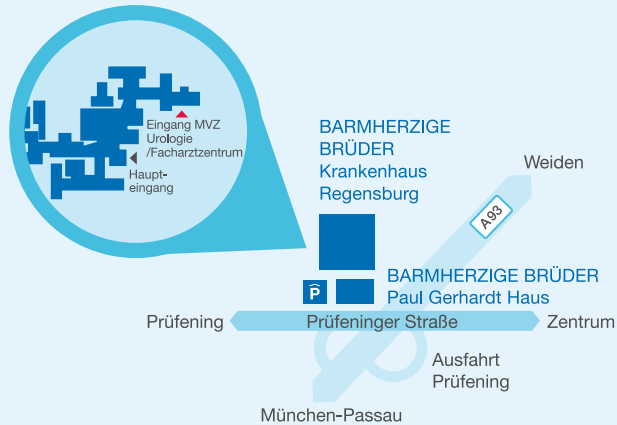 Eingang MVZ
Urologie
/Facharztzentrum
Haupt-
eingang
BARMHERZIGE
BRÜDER
Krankenhaus
Regensburg
Weiden
A93
BARMHERZIGE BRÜDER
Paul Gerhardt Haus
P
Prüfening
Prüfeninger Straße
Zentrum
Ausfahrt
Prüfening
München-Passau